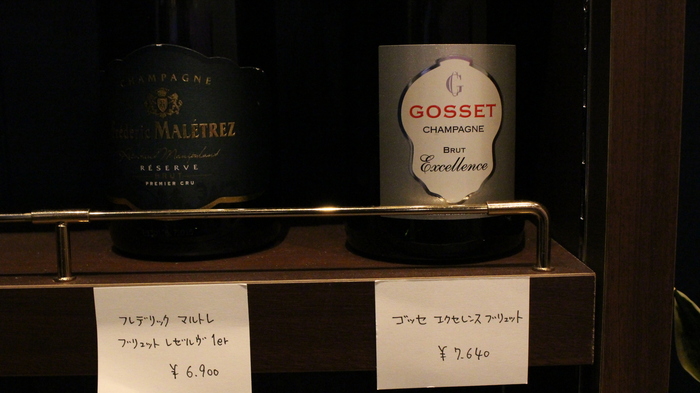 CHAMPAGNE
Frédéric MALÉTREZ
RÉSERVE
PREMIER CRU
G
GOSSET
CHAMPAGNE
BRUT
Excellence
フレデリック マルトレ
ブリュット レゼルヴ 1er
¥ 6.900
ゴッセ エクセレンス ブリュット
¥ 7.640